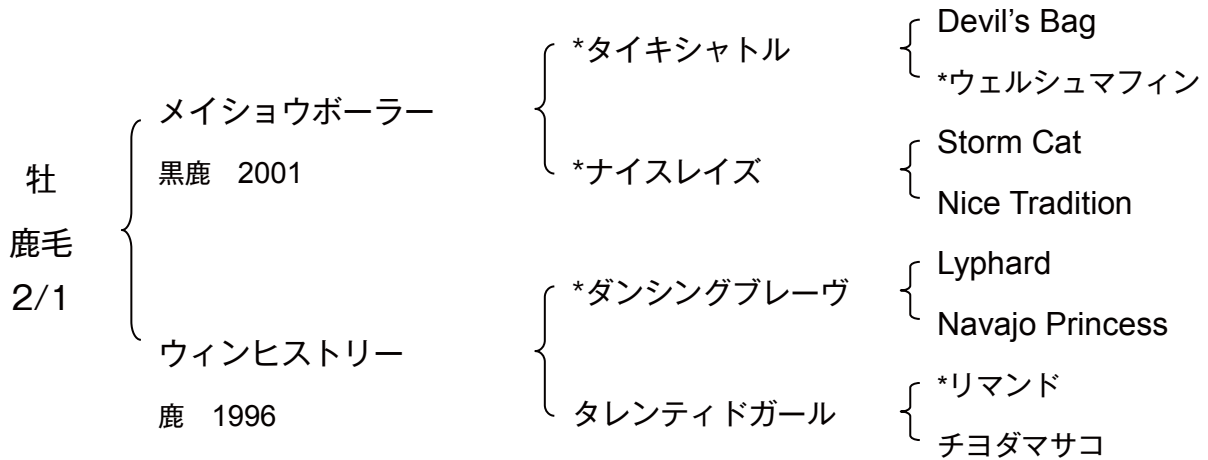 牡
鹿毛
2/1
メイショウボーラー
黒鹿　2001
ウィンヒストリー
鹿　1996
*タイキシャトル
*ナイスレイズ
*ダンシングブレーヴ
タレンティドガール
Devil's Bag
*ウェルシュマフィン
Storm Cat
Nice Tradition
Lyphard
Navajo Princess
*リマンド
チヨダマサコ